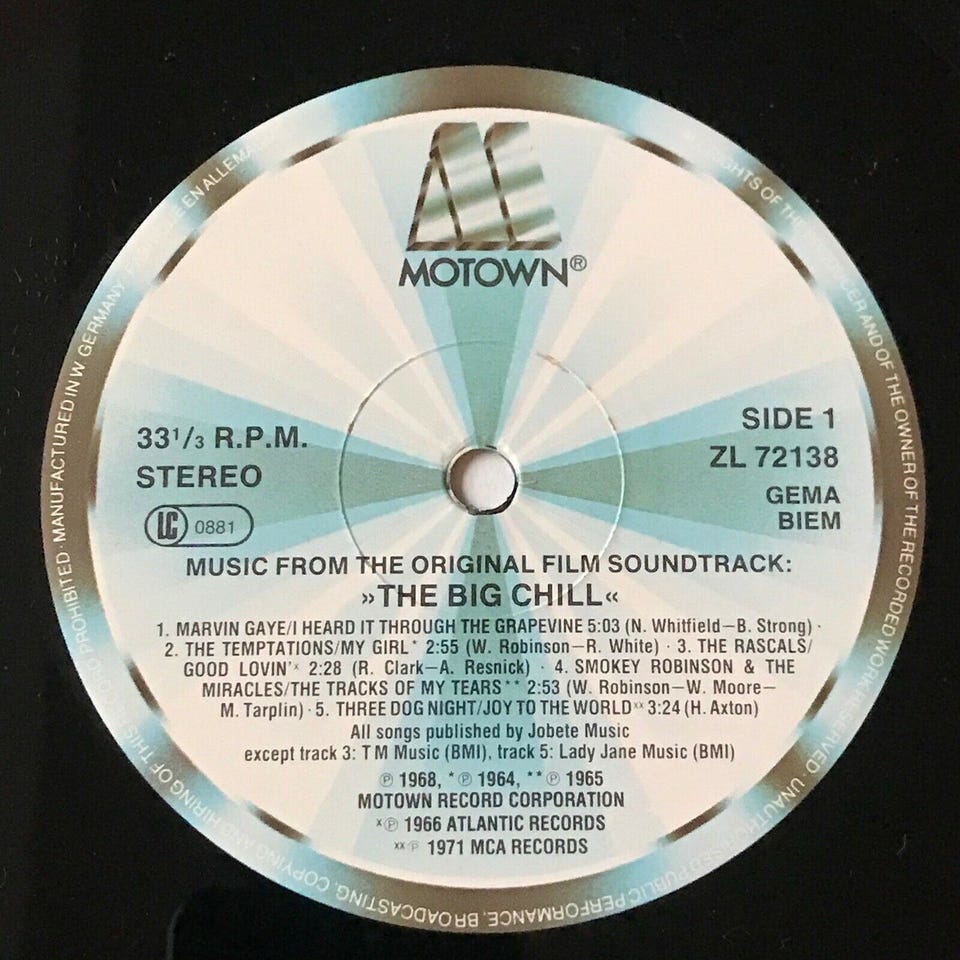 MOTOWN®
33 1/3 R.P.M.
STEREO
LC 0881
SIDE 1
ZL 72138
GEMA
BIEM
MUSIC FROM THE ORIGINAL FILM SOUNDTRACK:
»THE BIG CHILL«
1. MARVIN GAYE/I HEARD IT THROUGH THE GRAPEVINE 5:03 (N. Whitfield–B. Strong) ·
2. THE TEMPTATIONS/MY GIRL* 2:55 (W. Robinson–R. White) · 3. THE RASCALS/
GOOD LOVIN'ˣ 2:28 (R. Clark–A. Resnick) · 4. SMOKEY ROBINSON & THE
MIRACLES/THE TRACKS OF MY TEARS** 2:53 (W. Robinson–W. Moore–
M. Tarplin) · 5. THREE DOG NIGHT/JOY TO THE WORLDˣˣ 3:24 (H. Axton)
All songs published by Jobete Music
except track 3: T M Music (BMI), track 5: Lady Jane Music (BMI)
℗ 1968, *℗ 1964, **℗ 1965
MOTOWN RECORD CORPORATION
ˣ℗ 1966 ATLANTIC RECORDS
ˣˣ℗ 1971 MCA RECORDS
RIGHTS OF THE PRODUCER AND OF THE OWNER OF THE RECORDED WORK RESERVED · UNAUTHORISED PUBLIC PERFORMANCE, BROADCASTING, COPYING AND HIRING OF THIS RECORD PROHIBITED · MANUFACTURED IN W. GERMANY · EN ALLEMAGNE